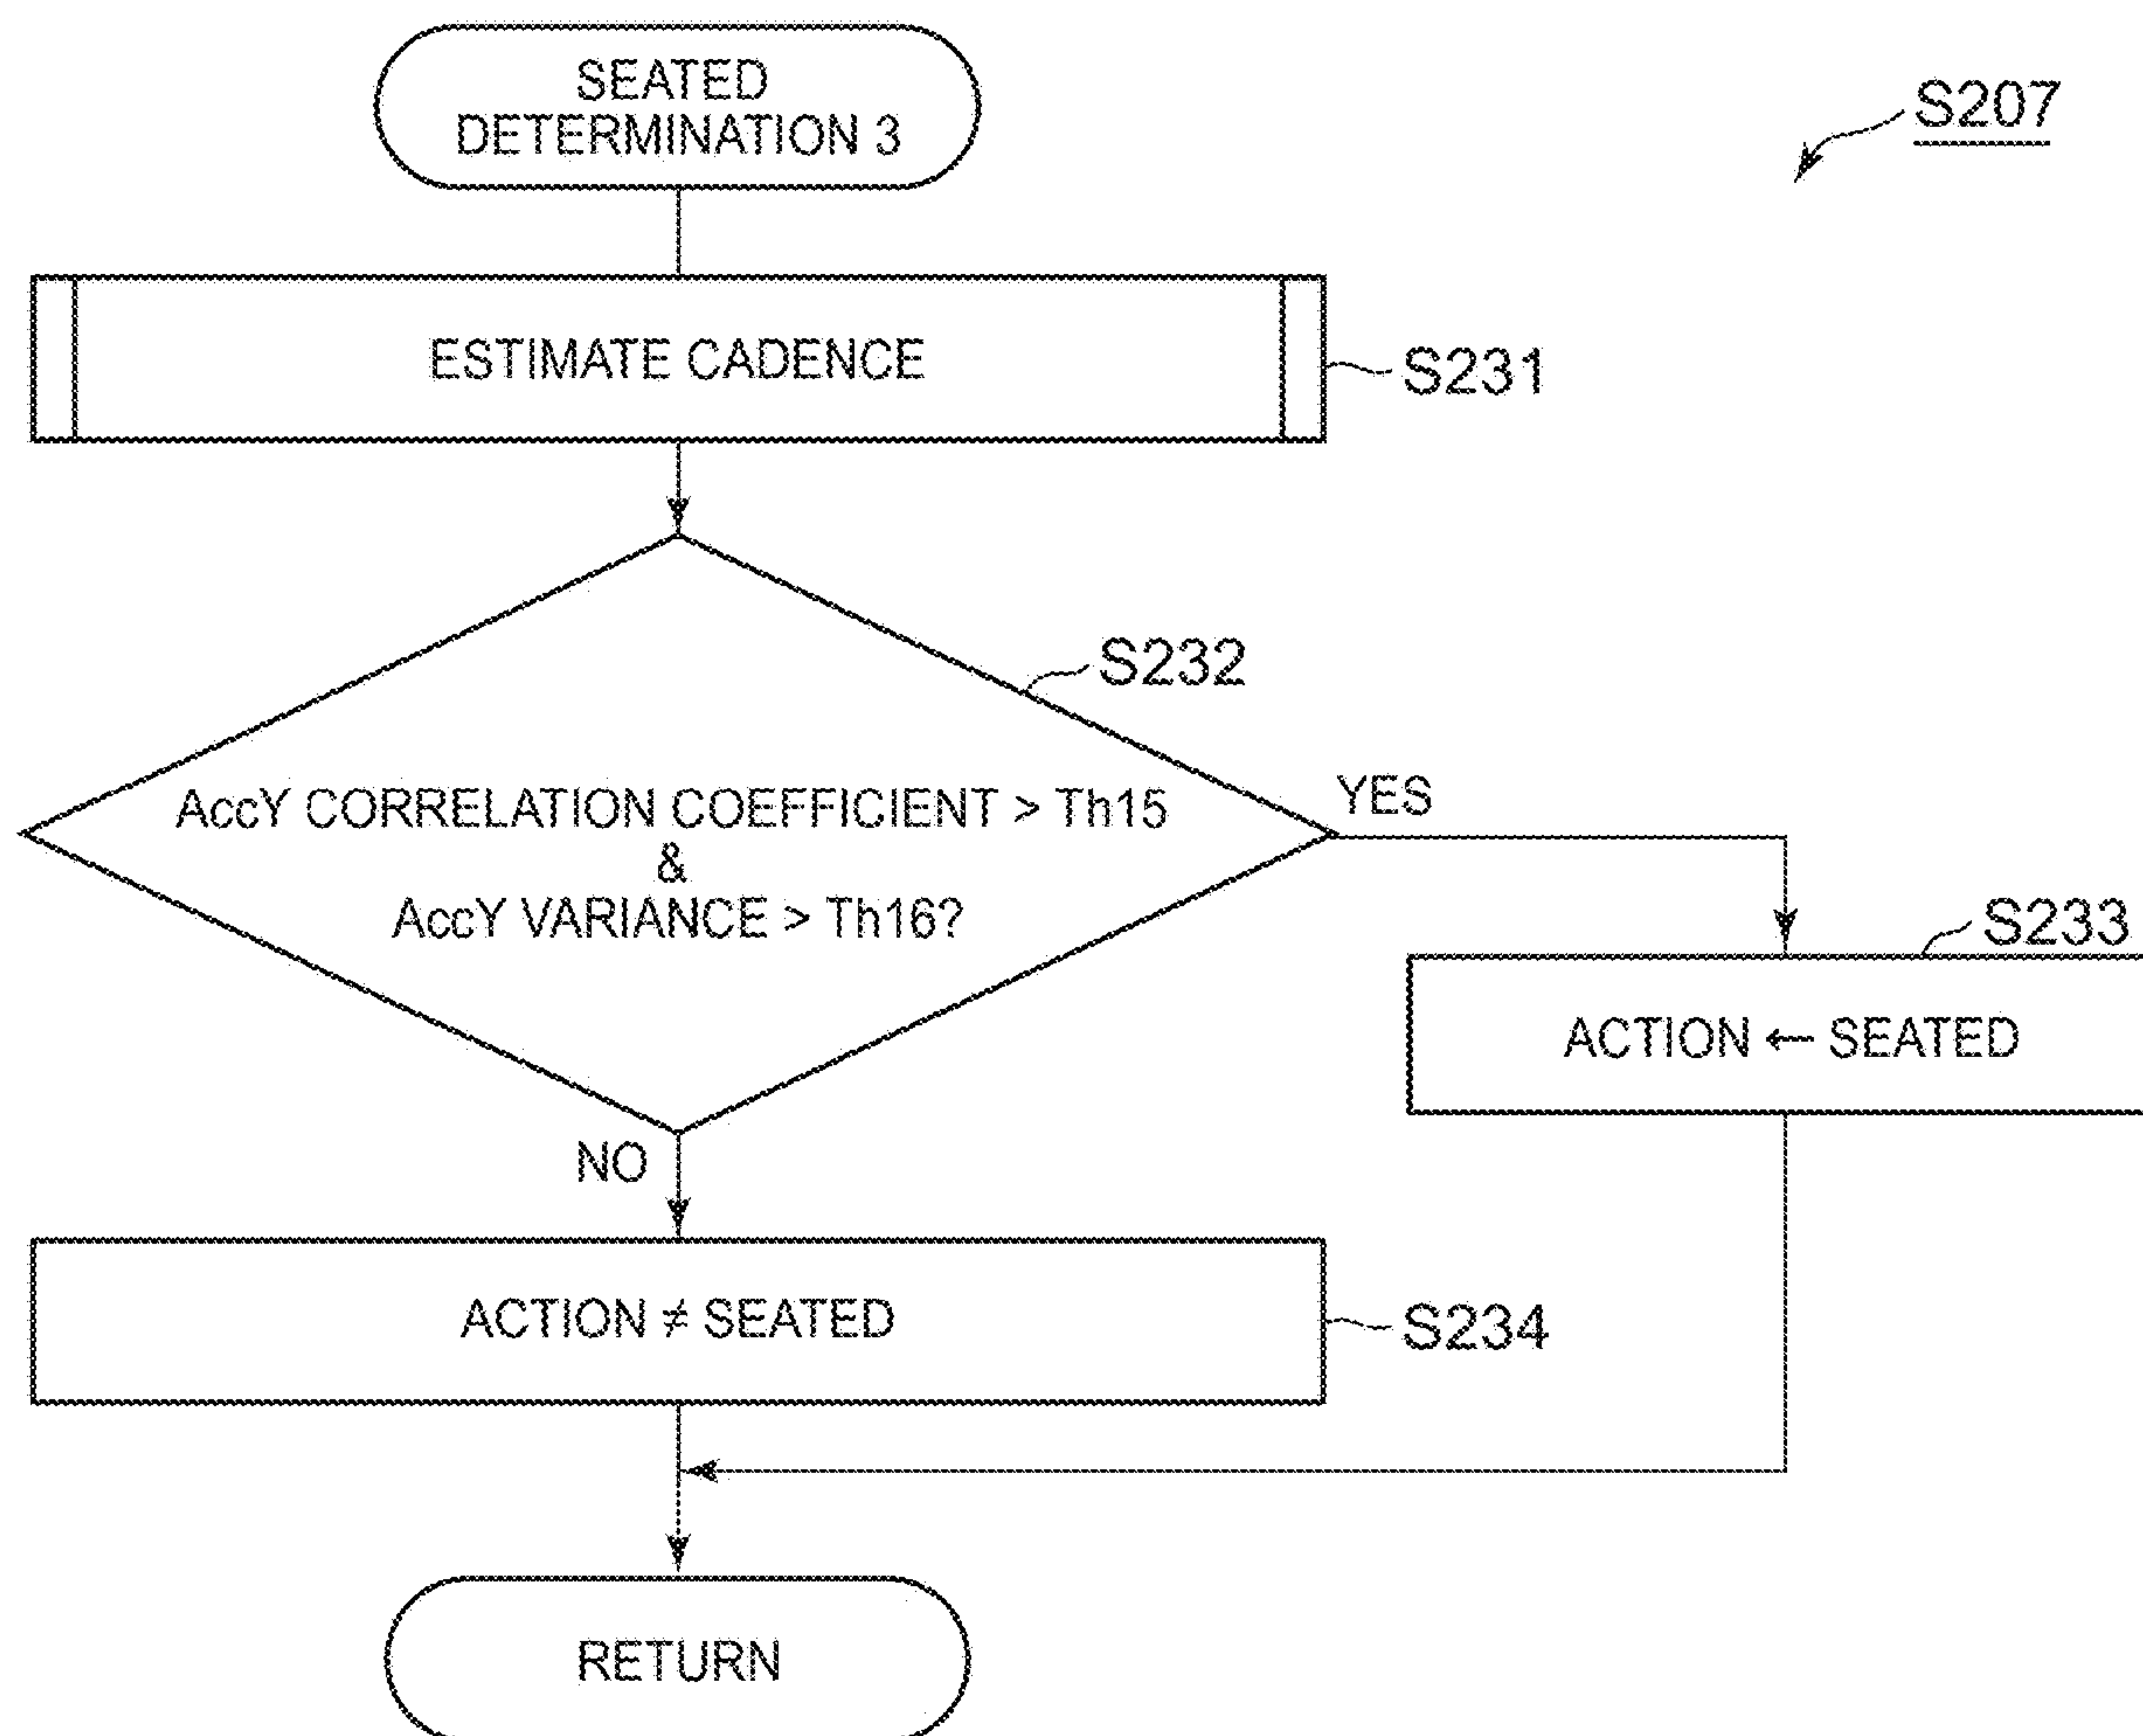 SEATED
DETERMINATION 3
S207
ESTIMATE CADENCE
S231
S232
AccY CORRELATION COEFFICIENT > Th15
&
AccY VARIANCE > Th16?
YES
S233
ACTION ← SEATED
NO
ACTION ≠ SEATED
S234
RETURN